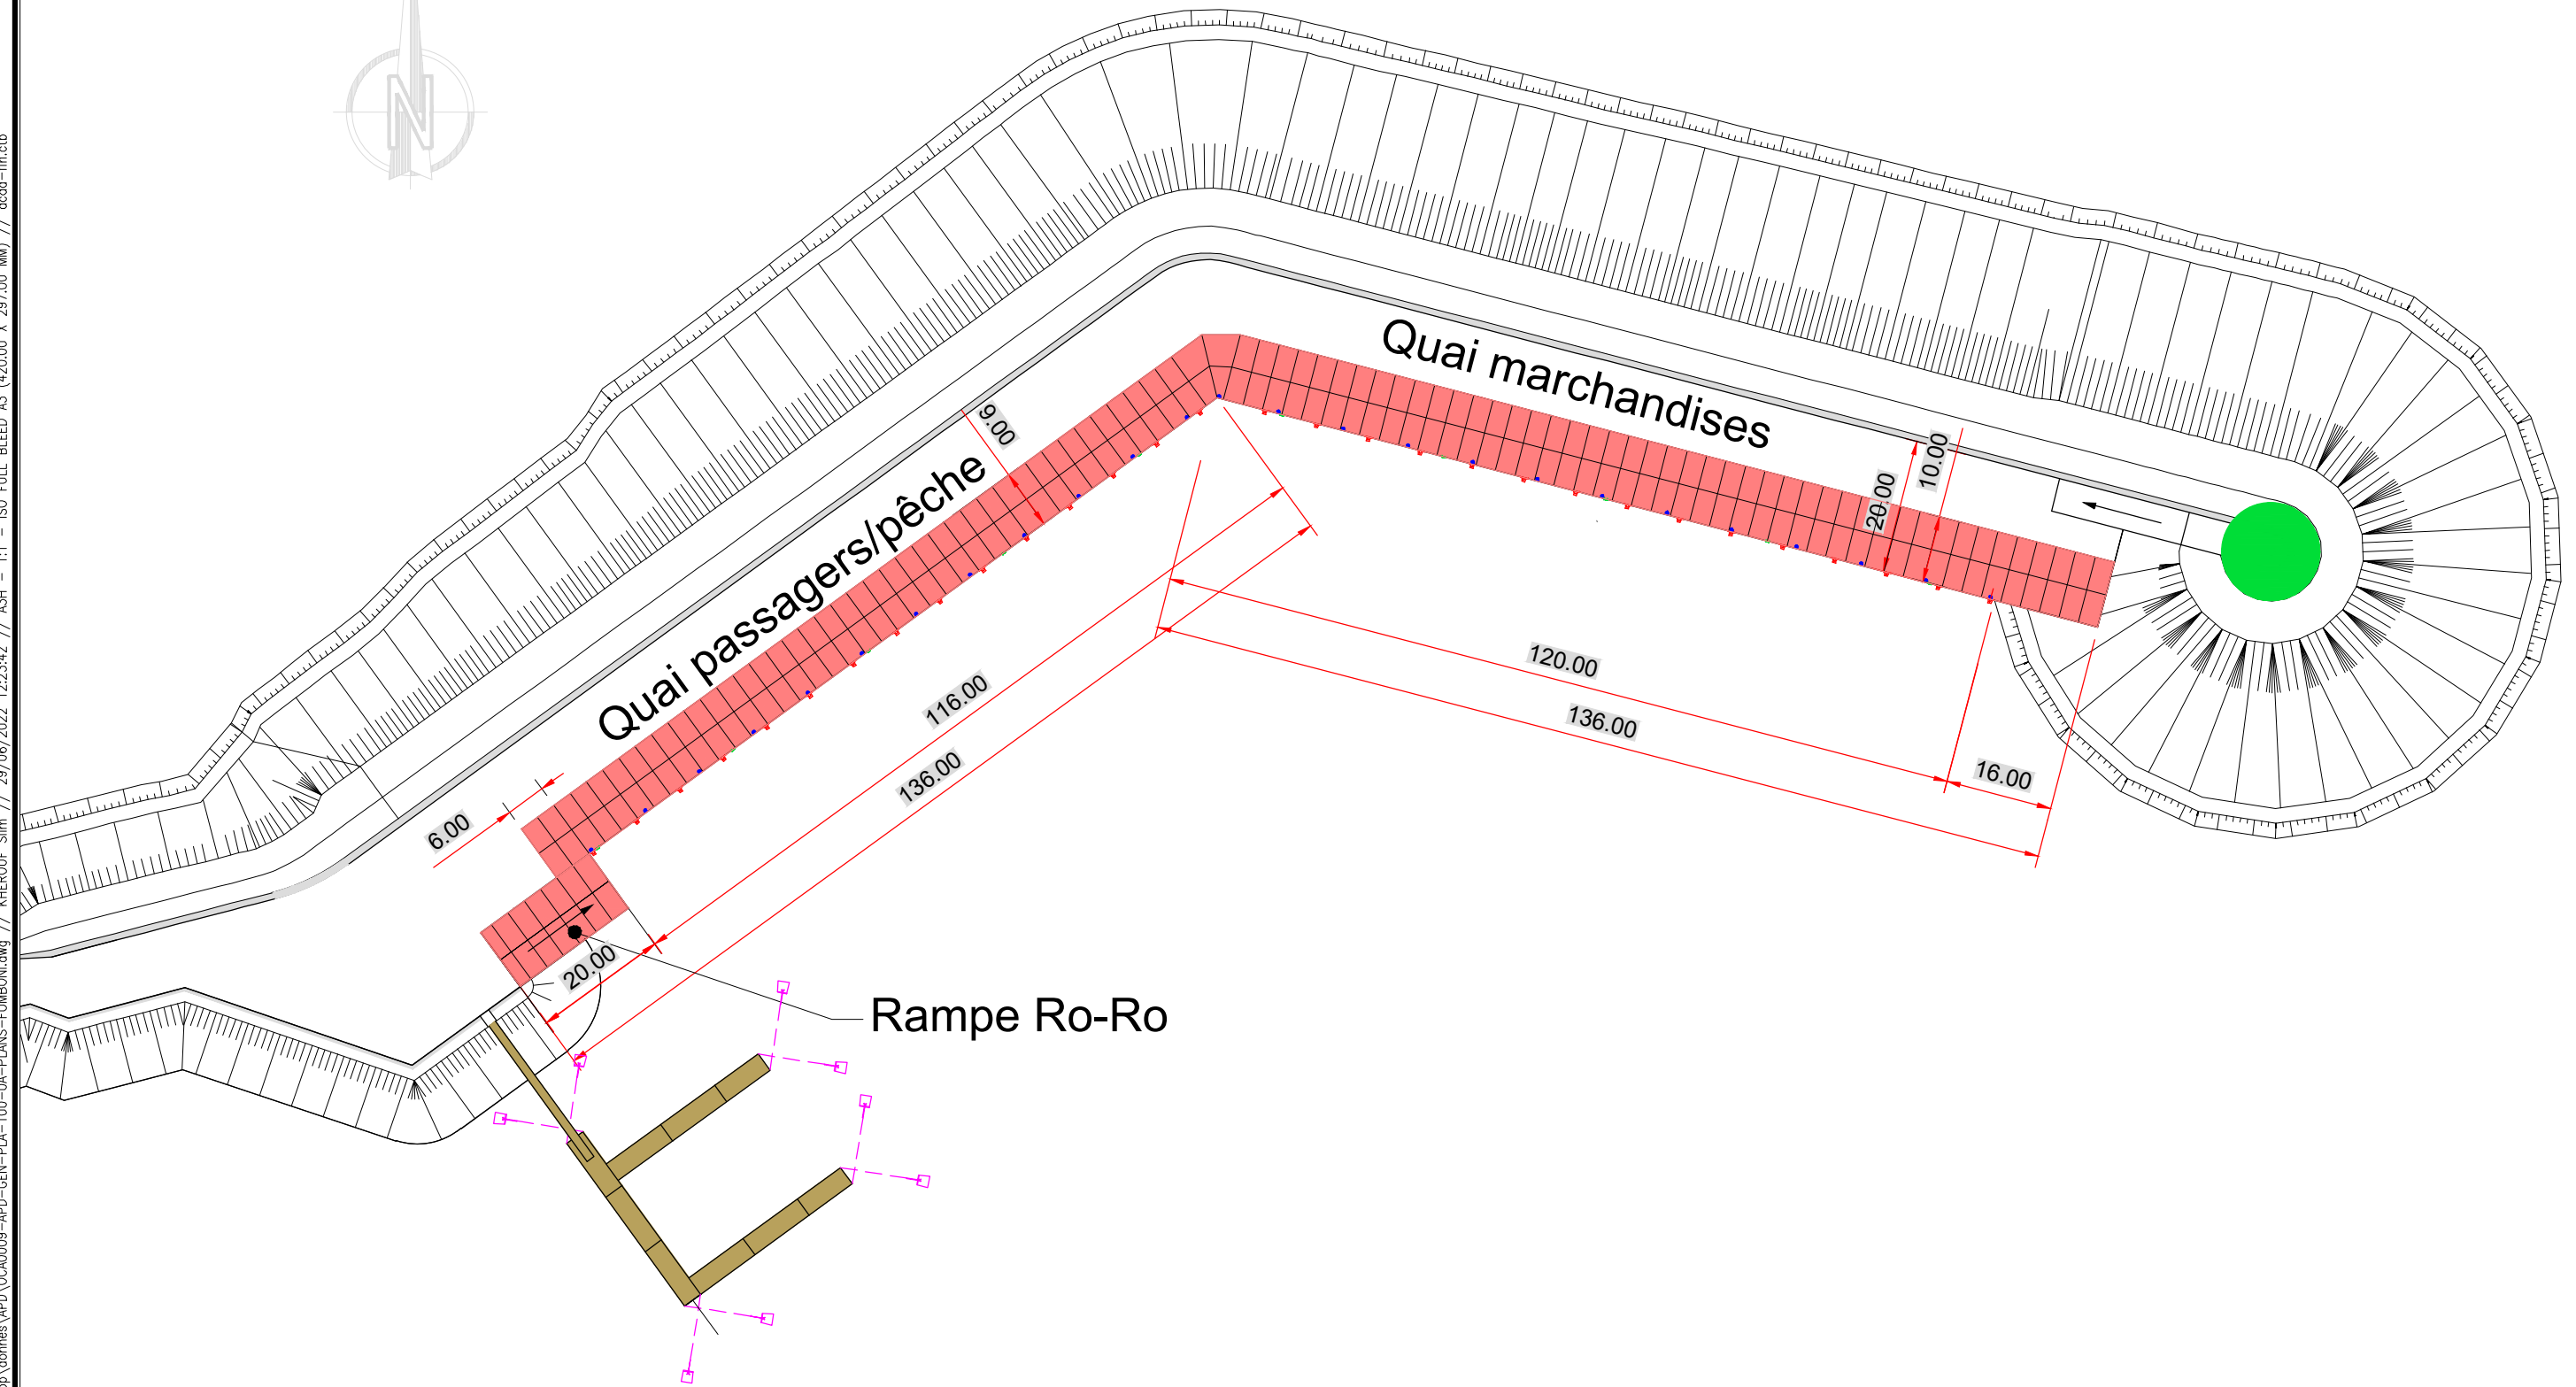 N
Quai marchandises
9.00
10.00
20.00
Quai passagers/pêche
120.00
116.00
136.00
136.00
16.00
6.00
20.00
Rampe Ro-Ro